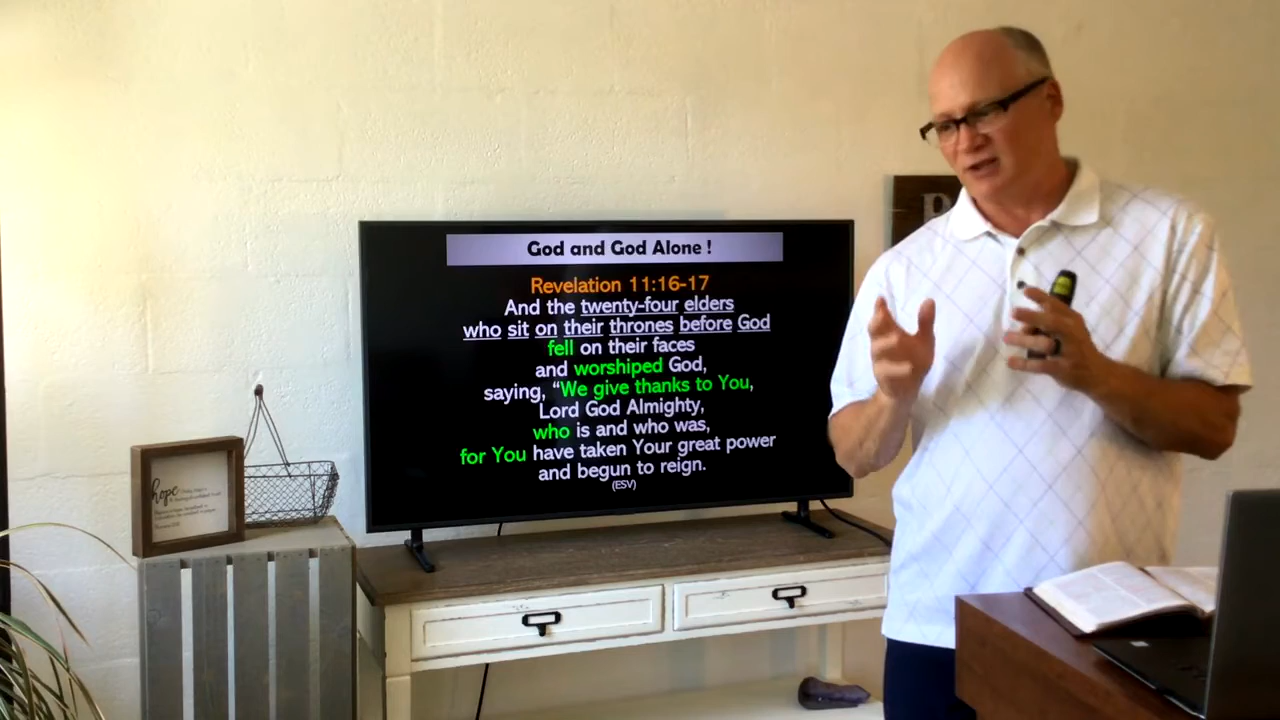 God and God Alone !
Revelation 11:16-17
And the twenty-four elders
who sit on their thrones before God
fell on their faces
and worshiped God,
saying, “We give thanks to You,
Lord God Almighty,
who is and who was,
for You have taken Your great power
and begun to reign.
(ESV)
hope